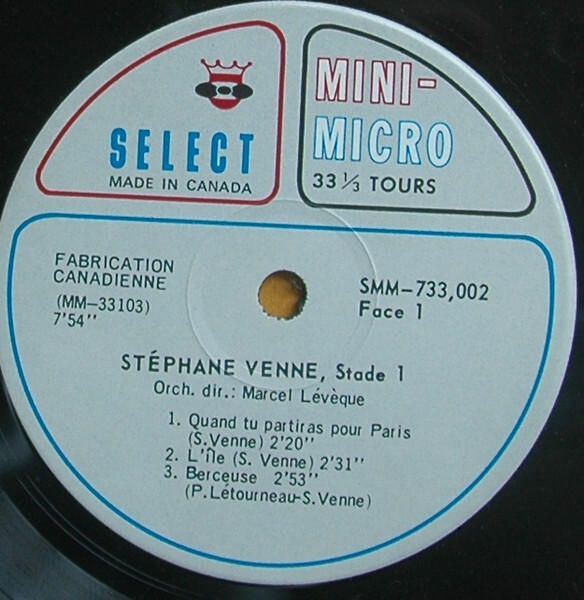 SELECT
MADE IN CANADA
MINI-
MICRO
33 ⅓ TOURS
FABRICATION
CANADIENNE
(MM-33103)
7'54''
SMM-733,002
Face 1
STÉPHANE VENNE, Stade 1
Orch. dir.: Marcel Lévèque
1. Quand tu partiras pour Paris
(S.Venne) 2'20''
2. L'île (S. Venne) 2'31''
3. Berceuse 2'53''
(P.Létourneau-S.Venne)